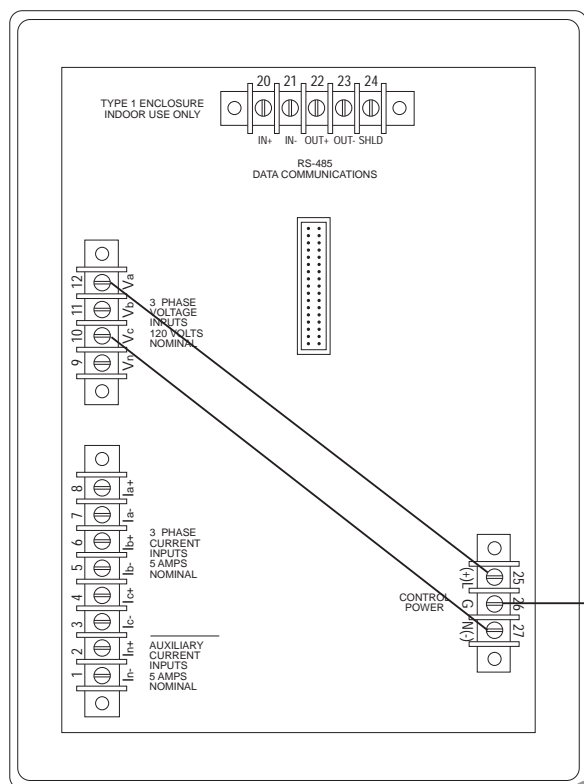 20 21 22 23 24
TYPE 1 ENCLOSURE
INDOOR USE ONLY
IN+ IN- OUT+ OUT- SHLD
RS-485
DATA COMMUNICATIONS
12 Va
11 Vb
10 Vc
9 Vn
3 PHASE
VOLTAGE
INPUTS
120 VOLTS
NOMINAL
8 Ia+
7 Ia-
6 Ib+
5 Ib-
4 Ic+
3 Ic-
2 In+
1 In-
3 PHASE
CURRENT
INPUTS
5 AMPS
NOMINAL
AUXILIARY
CURRENT
INPUTS
5 AMPS
NOMINAL
CONTROL
POWER
(+)L 25
G 26
N(-) 27